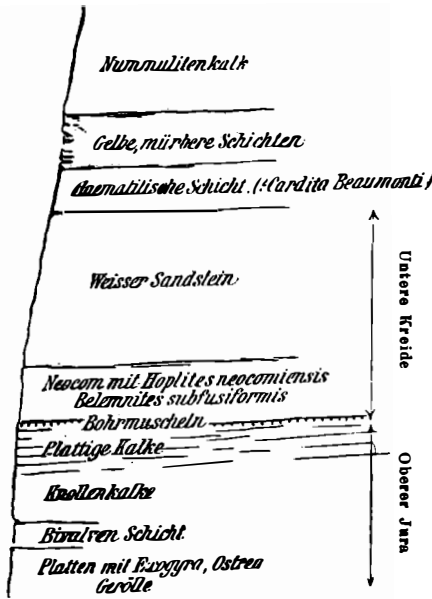 Nummulitenkalk
Gelbe, mürbere Schichten
Haematitische Schicht. (? Cardita Beaumonti)
Weisser Sandstein
Neocom mit Hoplites neocomiensis
Belemnites subfusiformis
Bohrmuscheln
Plattige Kalke
Knollenkalke
Bivalven Schicht.
Platten mit Exogyra, Ostrea
Gerölle
Untere Kreide
Oberer Jura